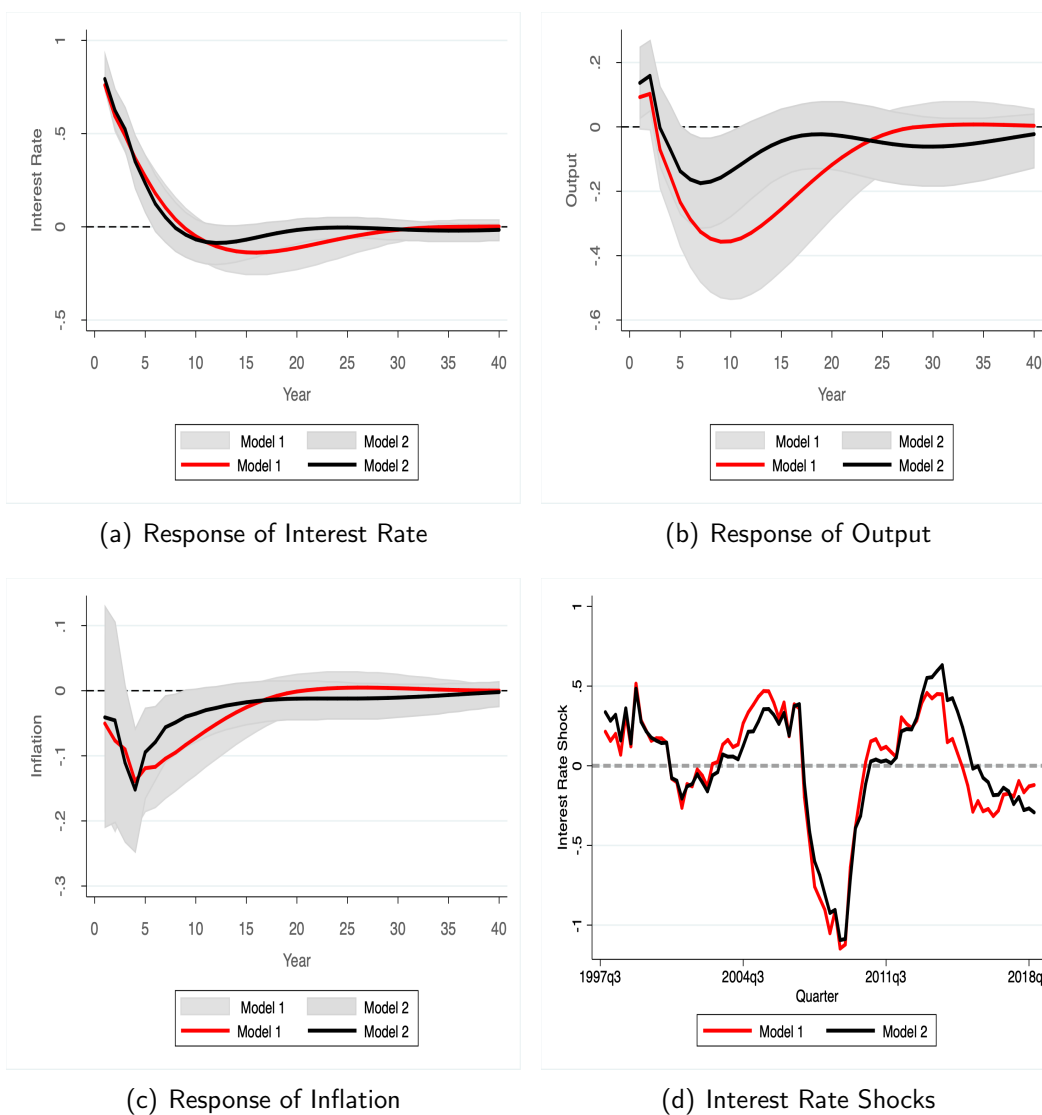 1
.5
0
-.5
Interest Rate
0 5 10 15 20 25 30 35 40
Year
Model 1 Model 2
Model 1 Model 2
(a) Response of Interest Rate
.2
0
-.2
-.4
-.6
Output
0 5 10 15 20 25 30 35 40
Year
Model 1 Model 2
Model 1 Model 2
(b) Response of Output
.1
0
-.1
-.2
-.3
Inflation
0 5 10 15 20 25 30 35 40
Year
Model 1 Model 2
Model 1 Model 2
(c) Response of Inflation
1
.5
0
-.5
-1
Interest Rate Shock
1997q3 2004q3 2011q3 2018q
Quarter
Model 1 Model 2
(d) Interest Rate Shocks